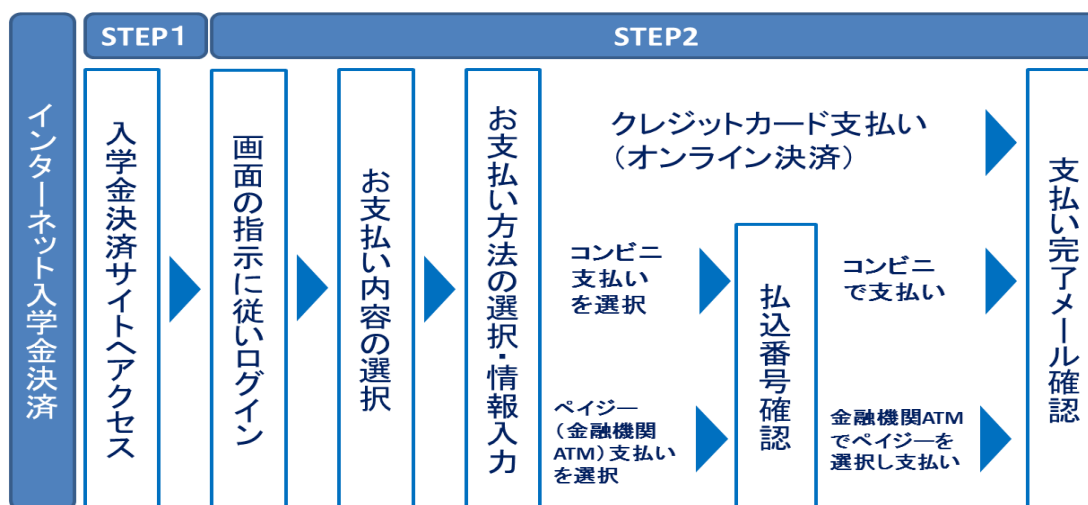 インターネット入学金決済
STEP1
STEP2
入学金決済サイトへアクセス
画面の指示に従いログイン
お支払い内容の選択
お支払い方法の選択・情報入力
クレジットカード支払い
（オンライン決済）
コンビニ
支払い
を選択
ペイジー
（金融機関
ATM）支払い
を選択
払込番号確認
コンビニ
で支払い
金融機関ATM
でペイジーを
選択し支払い
支払い完了メール確認